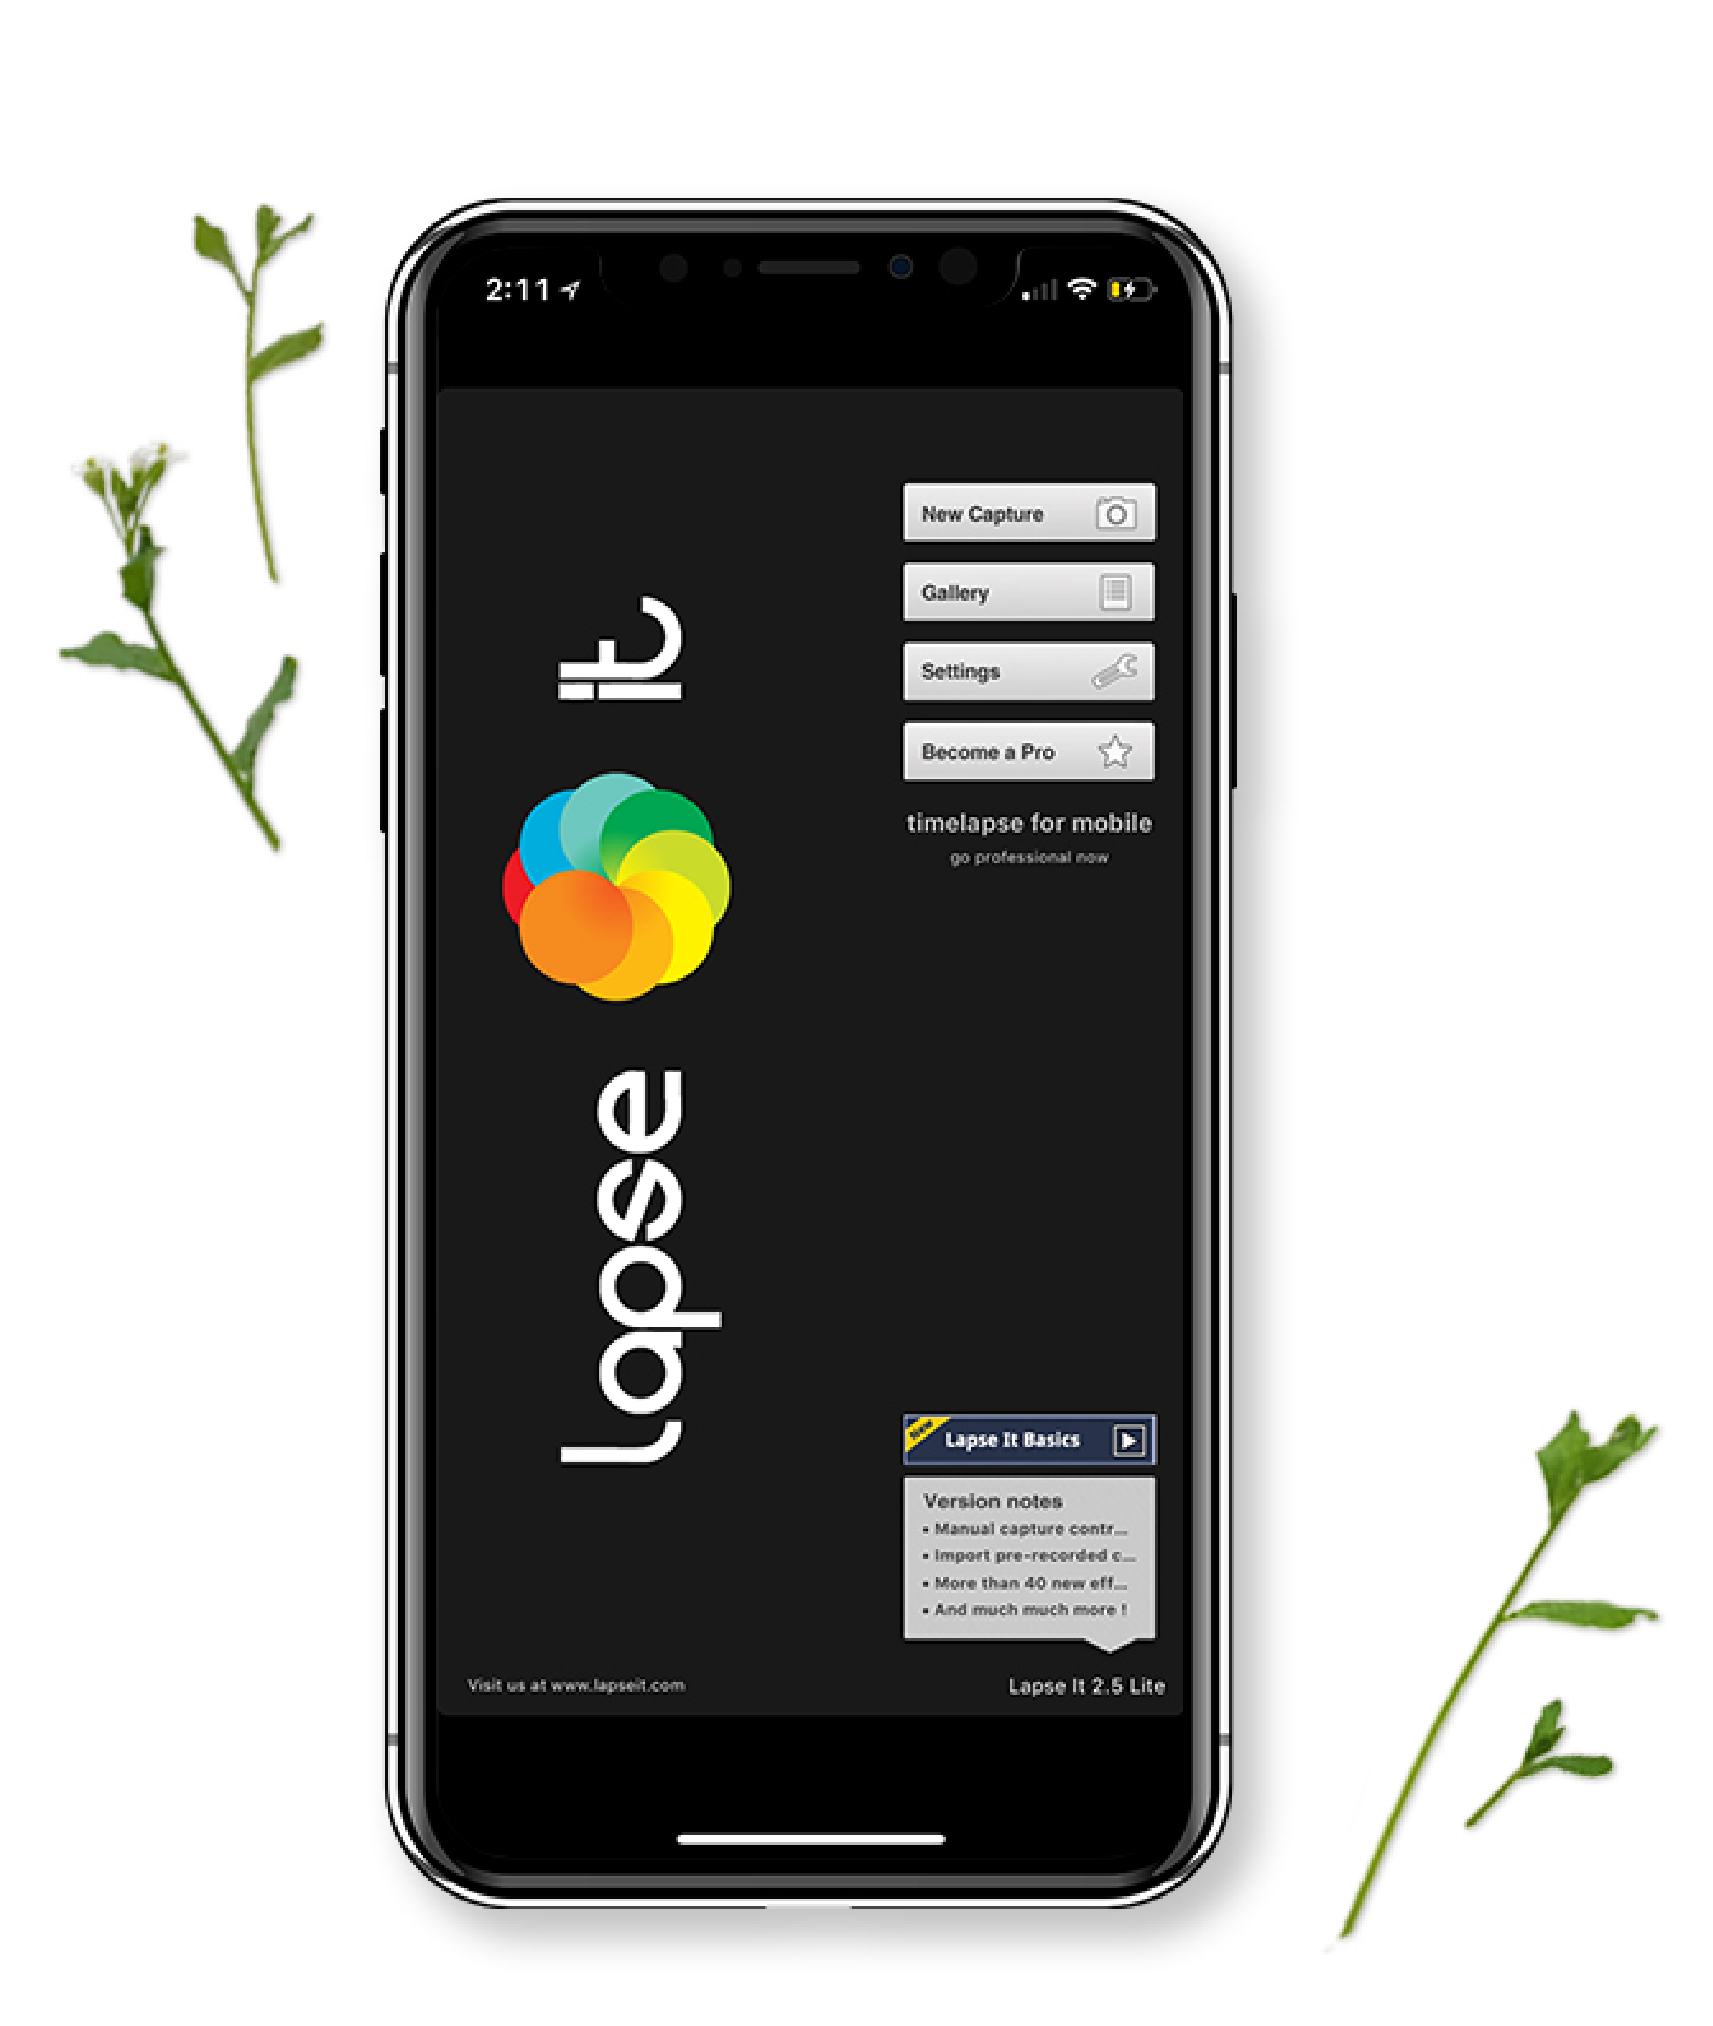 2:11
New Capture
Gallery
Settings
Become a Pro
timelapse for mobile
go professional now
lapse it
New
Lapse It Basics
Version notes
• Manual capture contr...
• Import pre-recorded c...
• More than 40 new eff...
• And much much more !
Visit us at www.lapseit.com
Lapse It 2.5 Lite